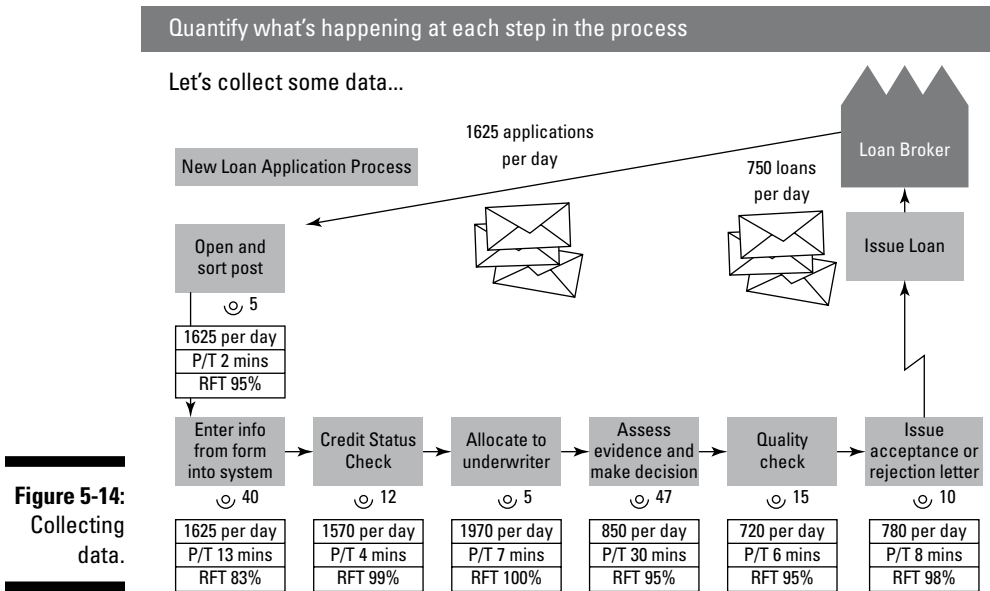 Quantify what's happening at each step in the process
Let's collect some data...
1625 applications
per day
New Loan Application Process
750 loans
per day
Loan Broker
Issue Loan
Open and
sort post
5
1625 per day
P/T 2 mins
RFT 95%
Enter info
from form
into system
40
1625 per day
P/T 13 mins
RFT 83%
Credit Status
Check
12
1570 per day
P/T 4 mins
RFT 99%
Allocate to
underwriter
5
1970 per day
P/T 7 mins
RFT 100%
Assess
evidence and
make decision
47
850 per day
P/T 30 mins
RFT 95%
Quality
check
15
720 per day
P/T 6 mins
RFT 95%
Issue
acceptance or
rejection letter
10
780 per day
P/T 8 mins
RFT 98%
Figure 5-14:
Collecting
data.